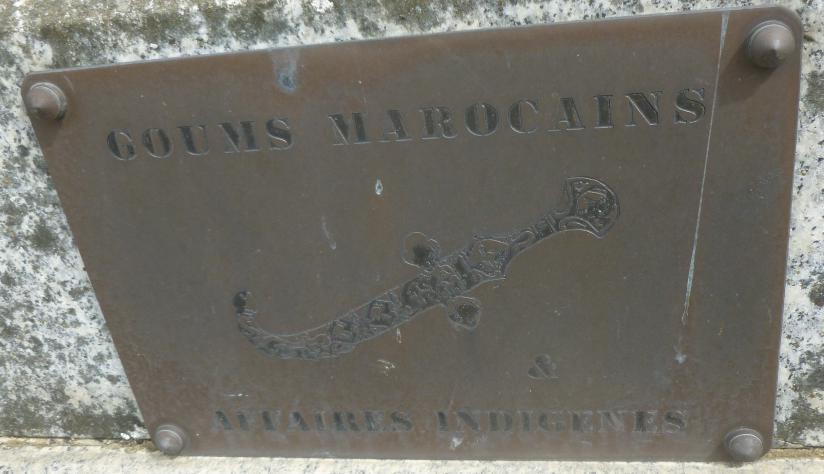 GOUMS MAROCAINS
&
AFFAIRES INDIGENES